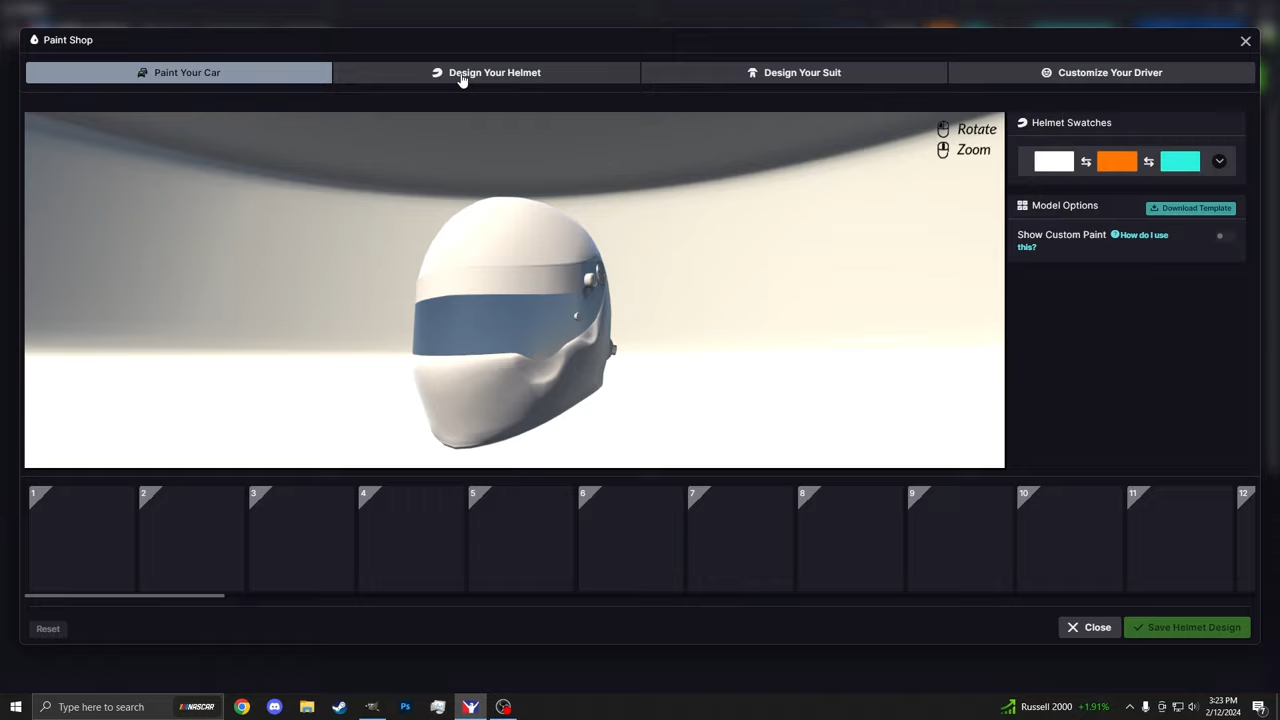 Paint Shop
Paint Your Car
Design Your Helmet
Design Your Suit
Customize Your Driver
Rotate
Zoom
Helmet Swatches
Model Options
Download Template
Show Custom Paint How do I use
this?
1 2 3 4 5 6 7 8 9 10 11 12
Reset
Close
Save Helmet Design
Type here to search
NASCAR
Ps
Russell 2000 +1.91%
3:23 PM
2/12/2024